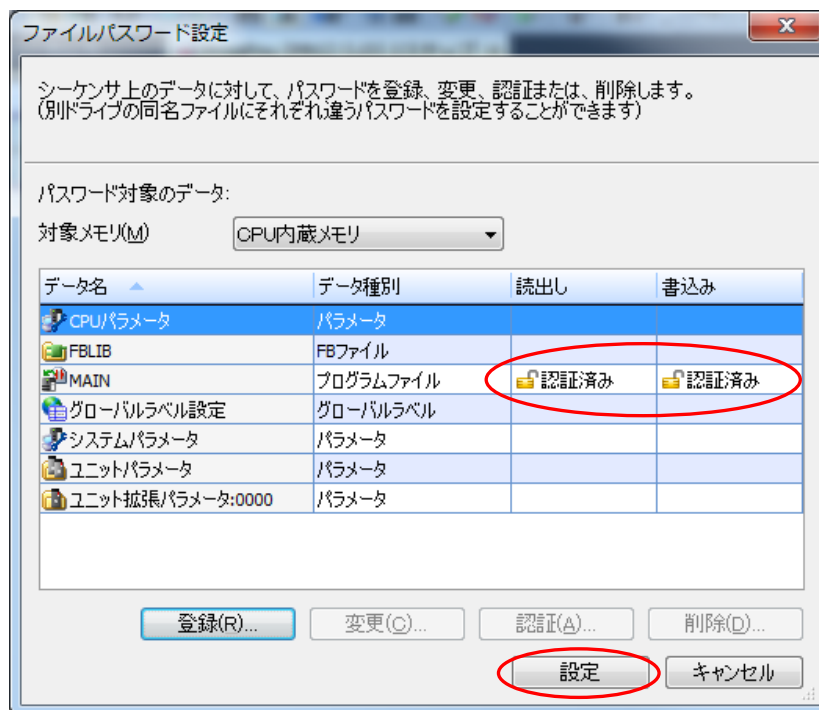 ファイルパスワード設定
シーケンサ上のデータに対して、パスワードを登録、変更、認証または、削除します。
(別ドライブの同名ファイルにそれぞれ違うパスワードを設定することができます)
パスワード対象のデータ:
対象メモリ(M) CPU内蔵メモリ
データ名 データ種別 読出し 書込み
CPUパラメータ パラメータ
FBLIB FBファイル
MAIN プログラムファイル 認証済み 認証済み
グローバルラベル設定 グローバルラベル
システムパラメータ パラメータ
ユニットパラメータ パラメータ
ユニット拡張パラメータ:0000 パラメータ
登録(R)... 変更(C)... 認証(A)... 削除(D)...
設定 キャンセル